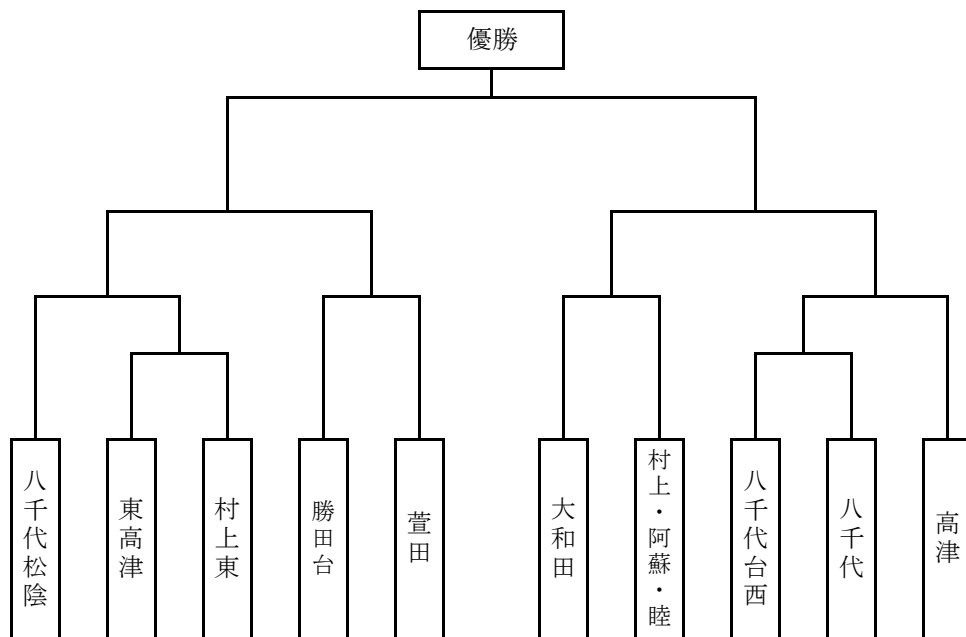 優勝
八千代松陰
東高津
村上東
勝田台
萱田
大和田
村上・阿蘇・睦
八千代台西
八千代
高津